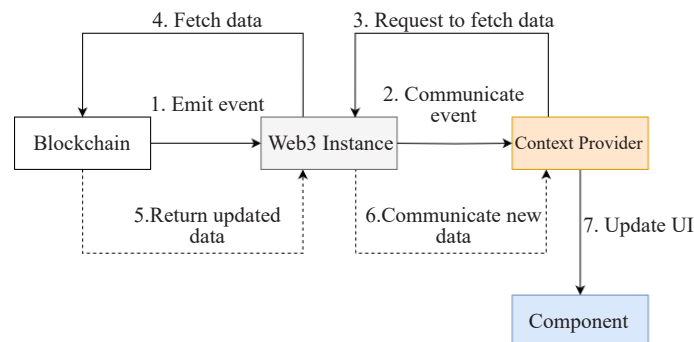 4. Fetch data
3. Request to fetch data
1. Emit event
2. Communicate
event
Blockchain
Web3 Instance
Context Provider
5.Return updated
data
6.Communicate new
data
7. Update UI
Component